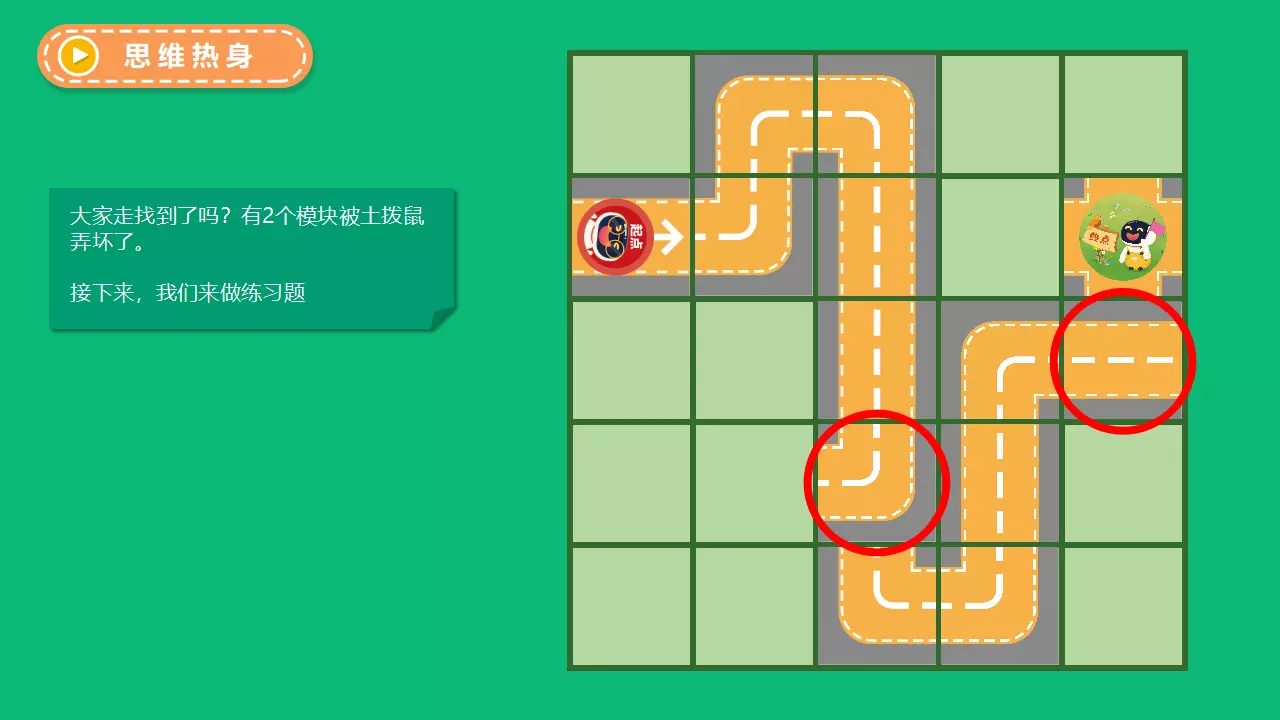 思维热身
大家走找到了吗？有2个模块被土拨鼠
弄坏了。
接下来，我们来做练习题
起点
终点